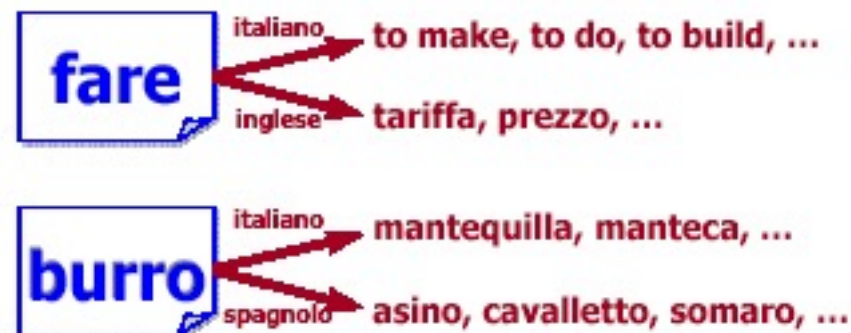 italiano
to make, to do, to build, ...
fare
inglese
tariffa, prezzo, ...
italiano
mantequilla, manteca, ...
burro
spagnolo
asino, cavalletto, somaro, ...